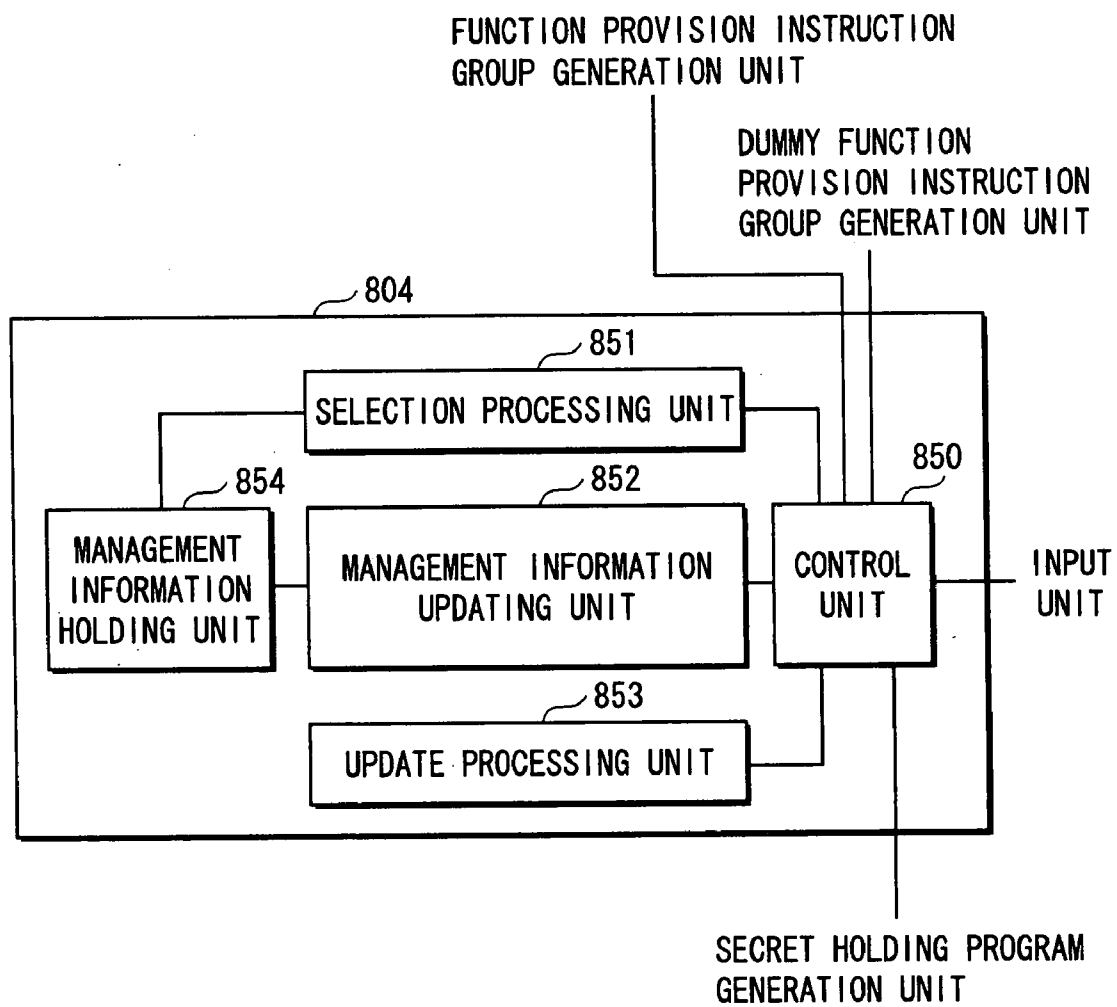 FUNCTION PROVISION INSTRUCTION
GROUP GENERATION UNIT
DUMMY FUNCTION
PROVISION INSTRUCTION
GROUP GENERATION UNIT
804
851
SELECTION PROCESSING UNIT
854
MANAGEMENT
INFORMATION
HOLDING UNIT
852
MANAGEMENT INFORMATION
UPDATING UNIT
850
CONTROL
UNIT
INPUT
UNIT
853
UPDATE PROCESSING UNIT
SECRET HOLDING PROGRAM
GENERATION UNIT